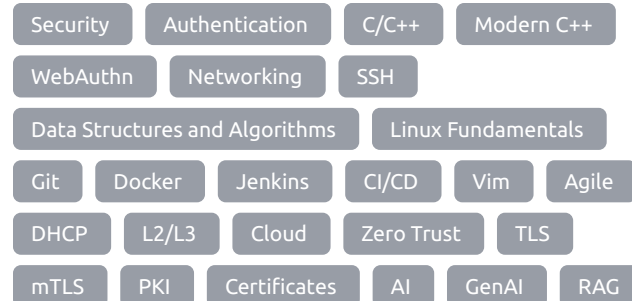 Security Authentication C/C++ Modern C++
WebAuthn Networking SSH
Data Structures and Algorithms Linux Fundamentals
Git Docker Jenkins CI/CD Vim Agile
DHCP L2/L3 Cloud Zero Trust TLS
mTLS PKI Certificates AI GenAI RAG